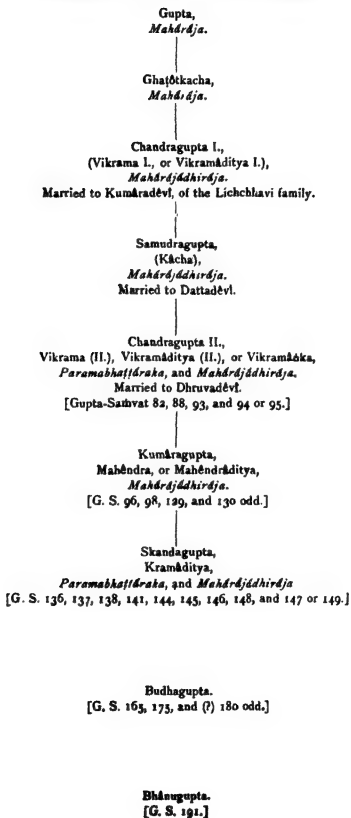 Gupta,
Mahârâja.
Ghaṭôtkacha,
Mahârâja.
Chandragupta I.,
(Vikrama I., or Vikramâditya I.),
Mahârâjâdhirâja.
Married to Kumâradêvî, of the Lichchhavi family.
Samudragupta,
(Kâcha),
Mahârâjâdhirâja.
Married to Dattadêvî.
Chandragupta II.,
Vikrama (II.), Vikramâditya (II.), or Vikramâṅka,
Paramabhaṭṭâraka, and Mahârâjâdhirâja.
Married to Dhruvadêvî.
[Gupta-Saṁvat 82, 88, 93, and 94 or 95.]
Kumâragupta,
Mahêndra, or Mahêndrâditya,
Mahârâjâdhirâja.
[G. S. 96, 98, 129, and 130 odd.]
Skandagupta,
Kramâditya,
Paramabhaṭṭâraka, and Mahârâjâdhirâja
[G. S. 136, 137, 138, 141, 144, 145, 146, 148, and 147 or 149.]
Budhagupta.
[G. S. 165, 175, and (?) 180 odd.]
Bhânugupta.
[G. S. 191.]